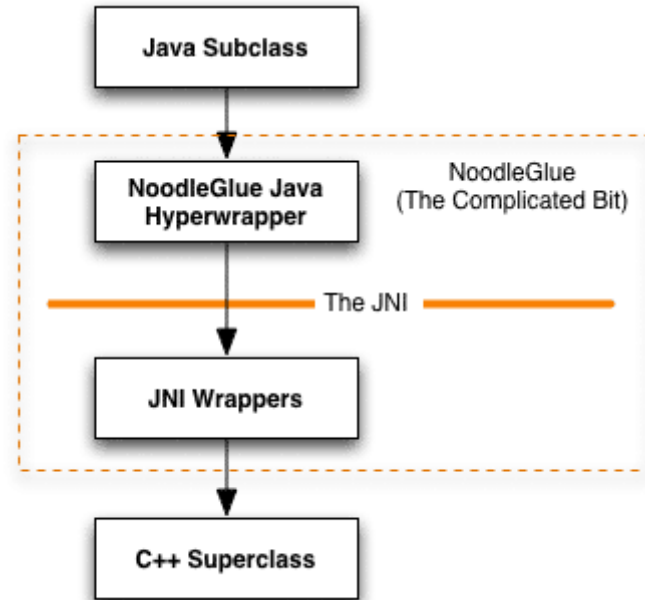 Java Subclass
NoodleGlue Java
Hyperwrapper
NoodleGlue
(The Complicated Bit)
The JNI
JNI Wrappers
C++ Superclass